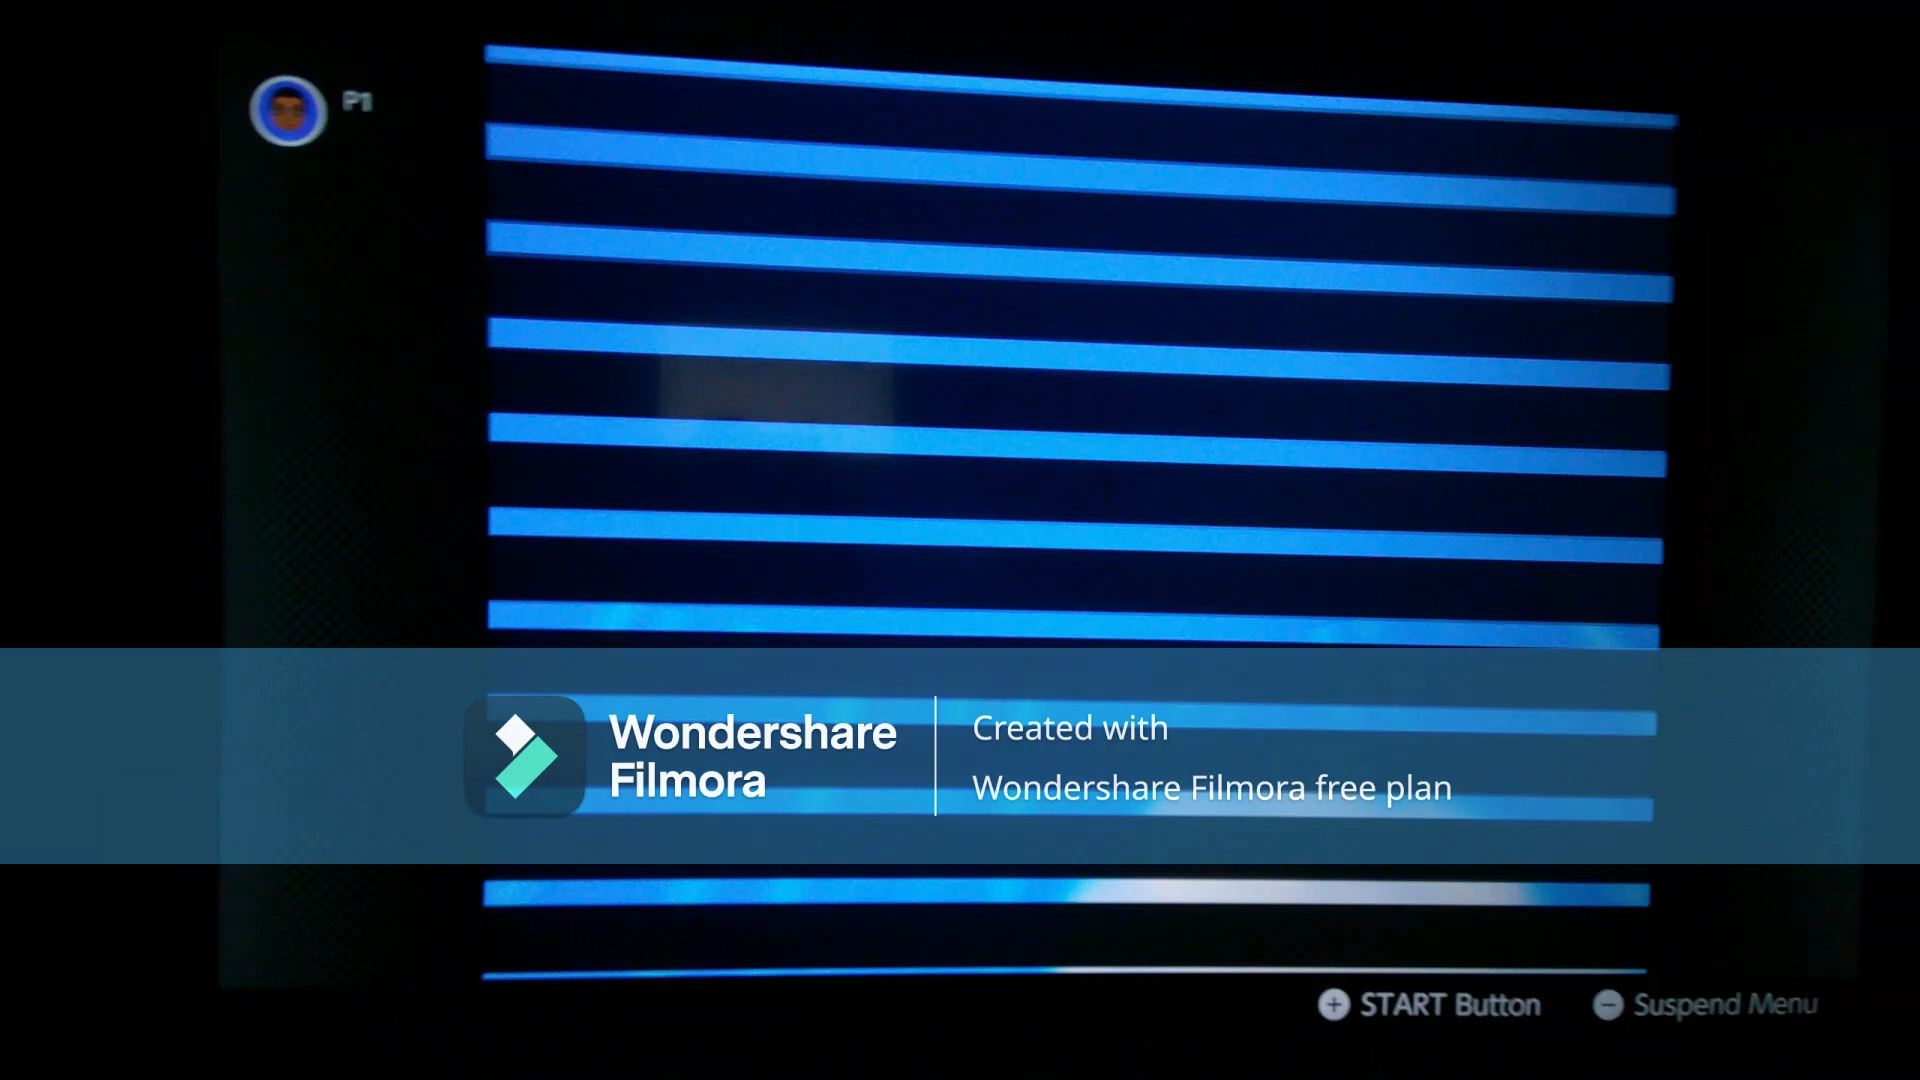 P1
Wondershare
Filmora
Created with
Wondershare Filmora free plan
START Button
Suspend Menu